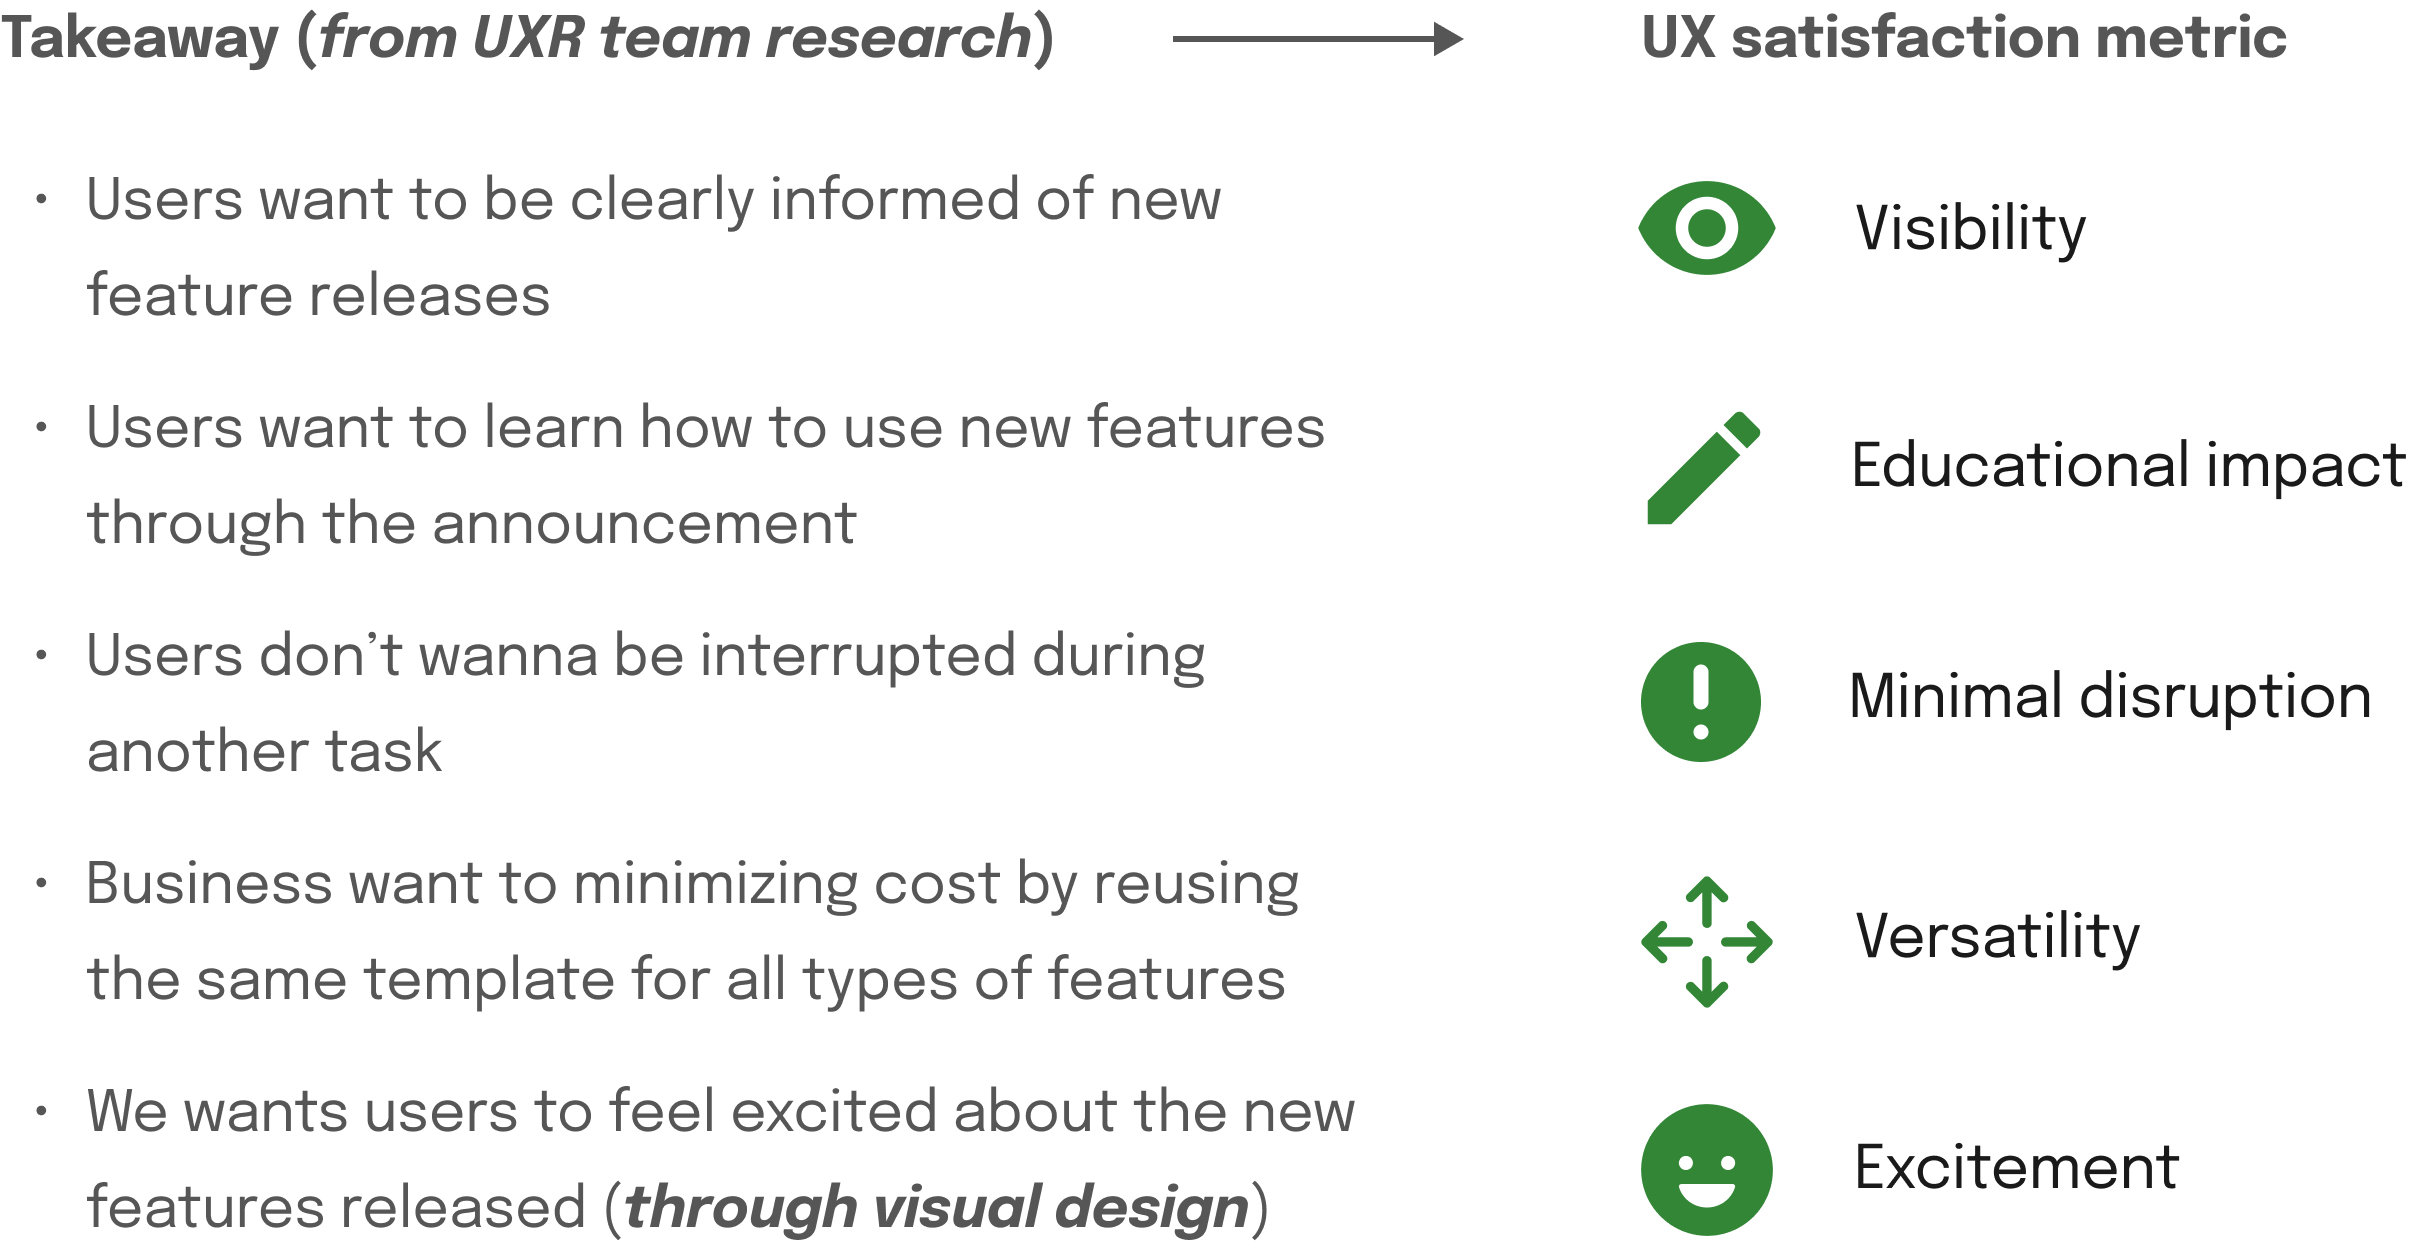 Takeaway (from UXR team research)
UX satisfaction metric
• Users want to be clearly informed of new
feature releases
Visibility
• Users want to learn how to use new features
through the announcement
Educational impact
• Users don’t wanna be interrupted during
another task
Minimal disruption
• Business want to minimizing cost by reusing
the same template for all types of features
Versatility
• We wants users to feel excited about the new
features released (through visual design)
Excitement